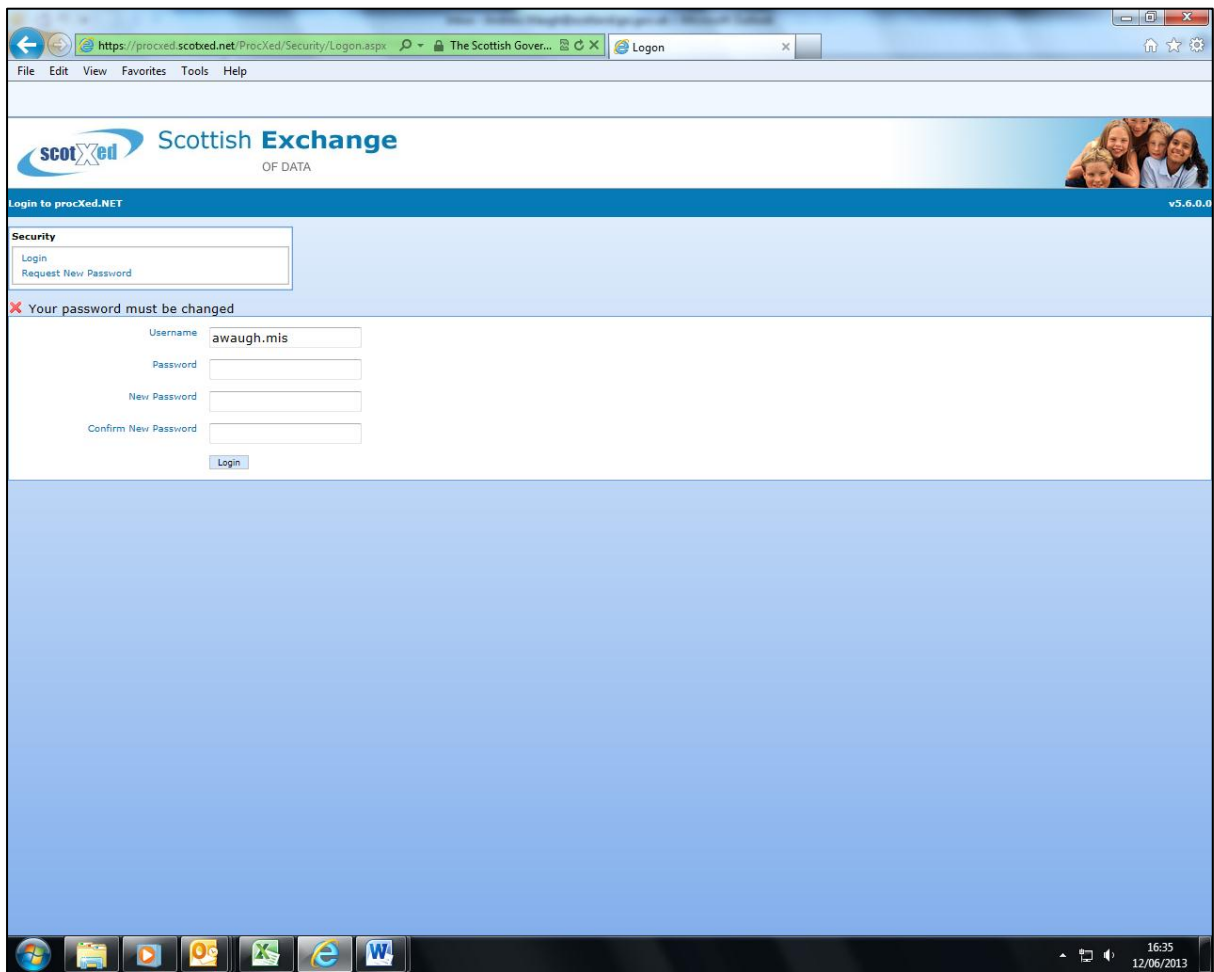 https://procxed.scotxed.net/ProcXed/Security/Logon.aspx The Scottish Gover... Logon
File Edit View Favorites Tools Help
scotXed Scottish Exchange
OF DATA
Login to procXed.NET v5.6.0.0
Security
Login
Request New Password
Your password must be changed
Username awaugh.mis
Password
New Password
Confirm New Password
Login
16:35
12/06/2013